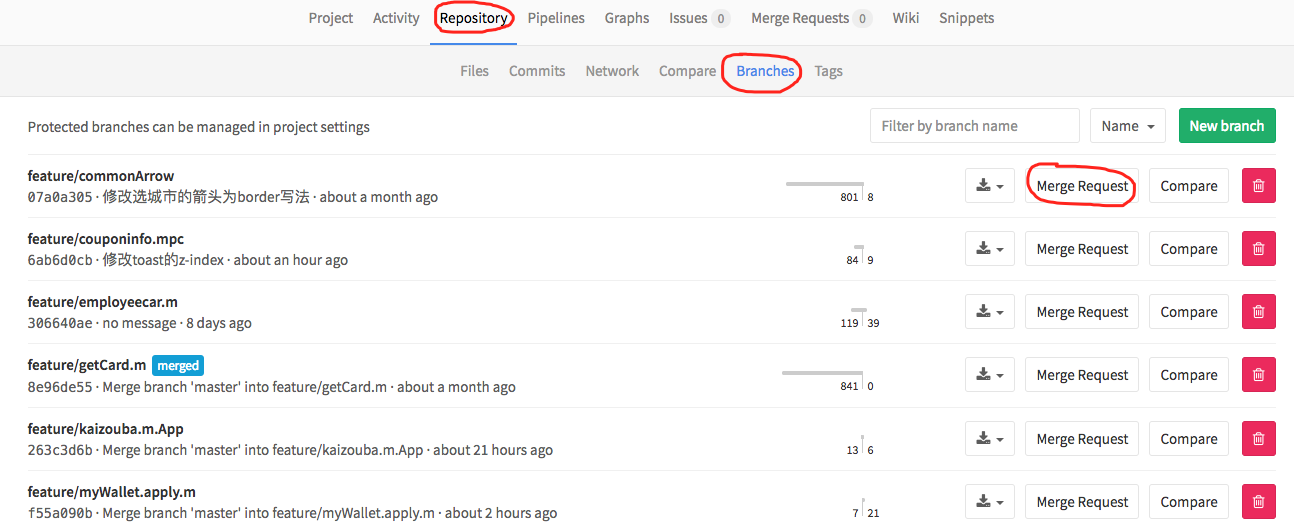 Project Activity Repository Pipelines Graphs Issues 0 Merge Requests 0 Wiki Snippets
Files Commits Network Compare Branches Tags
Protected branches can be managed in project settings Filter by branch name Name New branch
feature/commonArrow
07a0a305 · 修改选城市的箭头为border写法 · about a month ago 801 8 Merge Request Compare
feature/couponinfo.mpc
6ab6d0cb · 修改toast的z-index · about an hour ago 84 9 Merge Request Compare
feature/employeecar.m
306640ae · no message · 8 days ago 119 39 Merge Request Compare
feature/getCard.m merged
8e96de55 · Merge branch 'master' into feature/getCard.m · about a month ago 841 0 Merge Request Compare
feature/kaizouba.m.App
263c3d6b · Merge branch 'master' into feature/kaizouba.m.App · about 21 hours ago 13 6 Merge Request Compare
feature/myWallet.apply.m
f55a090b · Merge branch 'master' into feature/myWallet.apply.m · about 2 hours ago 7 21 Merge Request Compare